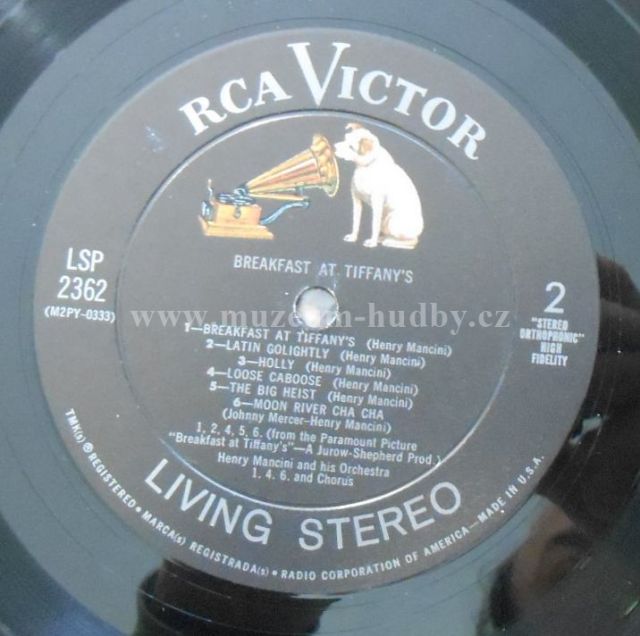 RCA VICTOR
BREAKFAST AT TIFFANY'S
LSP
2362
(M2PY-0333)
2
"STEREO
ORTHOPHONIC"
HIGH
FIDELITY
www.muzeum-hudby.cz
1—BREAKFAST AT TIFFANY'S (Henry Mancini)
2—LATIN GOLIGHTLY (Henry Mancini)
3—HOLLY (Henry Mancini)
4—LOOSE CABOOSE (Henry Mancini)
5—THE BIG HEIST (Henry Mancini)
6—MOON RIVER CHA CHA
(Johnny Mercer-Henry Mancini)
1, 2, 4, 5, 6. (from the Paramount Picture
"Breakfast at Tiffany's"—A Jurow-Shepherd Prod.)
Henry Mancini and his Orchestra
1. 4. 6. and Chorus
LIVING STEREO
TMK(s) ® REGISTERED • MARCA(s) REGISTRADA(s) • RADIO CORPORATION OF AMERICA—MADE IN U.S.A.